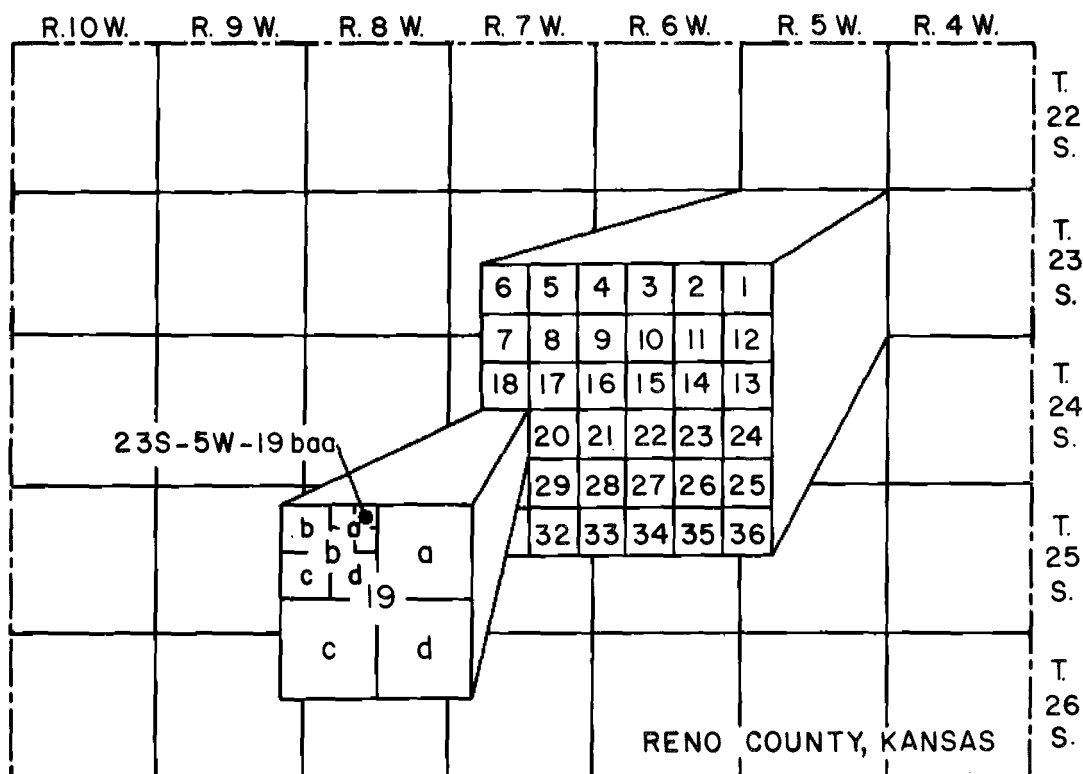 R.10 W. R. 9 W. R. 8 W. R. 7 W. R. 6 W. R. 5 W. R. 4 W.
T.
22
S.
T.
23
S.
T.
24
S.
T.
25
S.
T.
26
S.
6 5 4 3 2 1
7 8 9 10 11 12
18 17 16 15 14 13
20 21 22 23 24
29 28 27 26 25
32 33 34 35 36
23S-5W-19 baa
b a
b a
c d
19
c d
RENO COUNTY, KANSAS